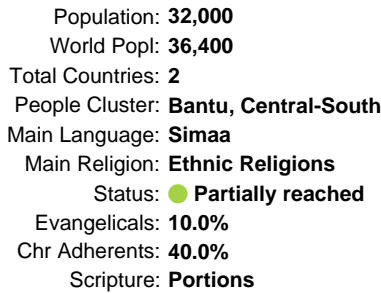 Population: 32,000
World Popl: 36,400
Total Countries: 2
People Cluster: Bantu, Central-South
Main Language: Simaa
Main Religion: Ethnic Religions
Status: Partially reached
Evangelicals: 10.0%
Chr Adherents: 40.0%
Scripture: Portions